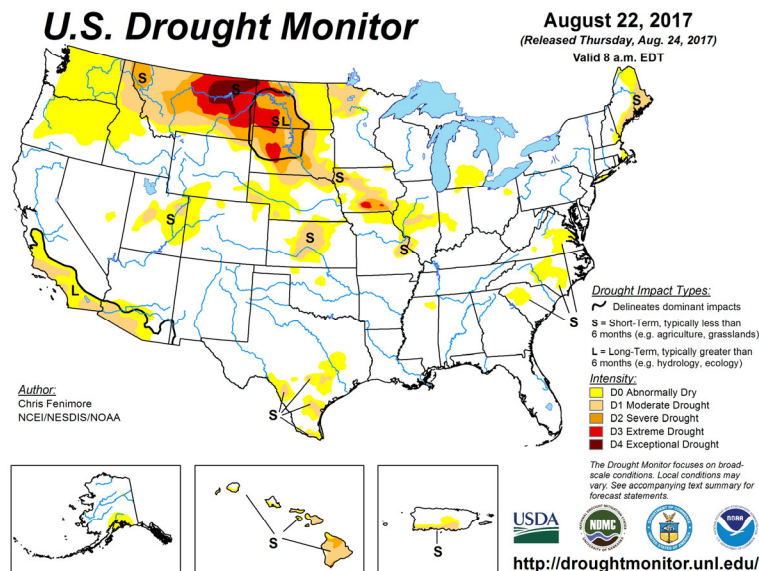 U.S. Drought Monitor
August 22, 2017
(Released Thursday, Aug. 24, 2017)
Valid 8 a.m. EDT
S
S
S
SL
S
S
S
S
L
S
S
Drought Impact Types:
Delineates dominant impacts
S = Short-Term, typically less than
6 months (e.g. agriculture, grasslands)
L = Long-Term, typically greater than
6 months (e.g. hydrology, ecology)
Intensity:
D0 Abnormally Dry
D1 Moderate Drought
D2 Severe Drought
D3 Extreme Drought
D4 Exceptional Drought
Author:
Chris Fenimore
NCEI/NESDIS/NOAA
The Drought Monitor focuses on broad-
scale conditions. Local conditions may
vary. See accompanying text summary for
forecast statements.
S
S
USDA
NDMC
NOAA
http://droughtmonitor.unl.edu/